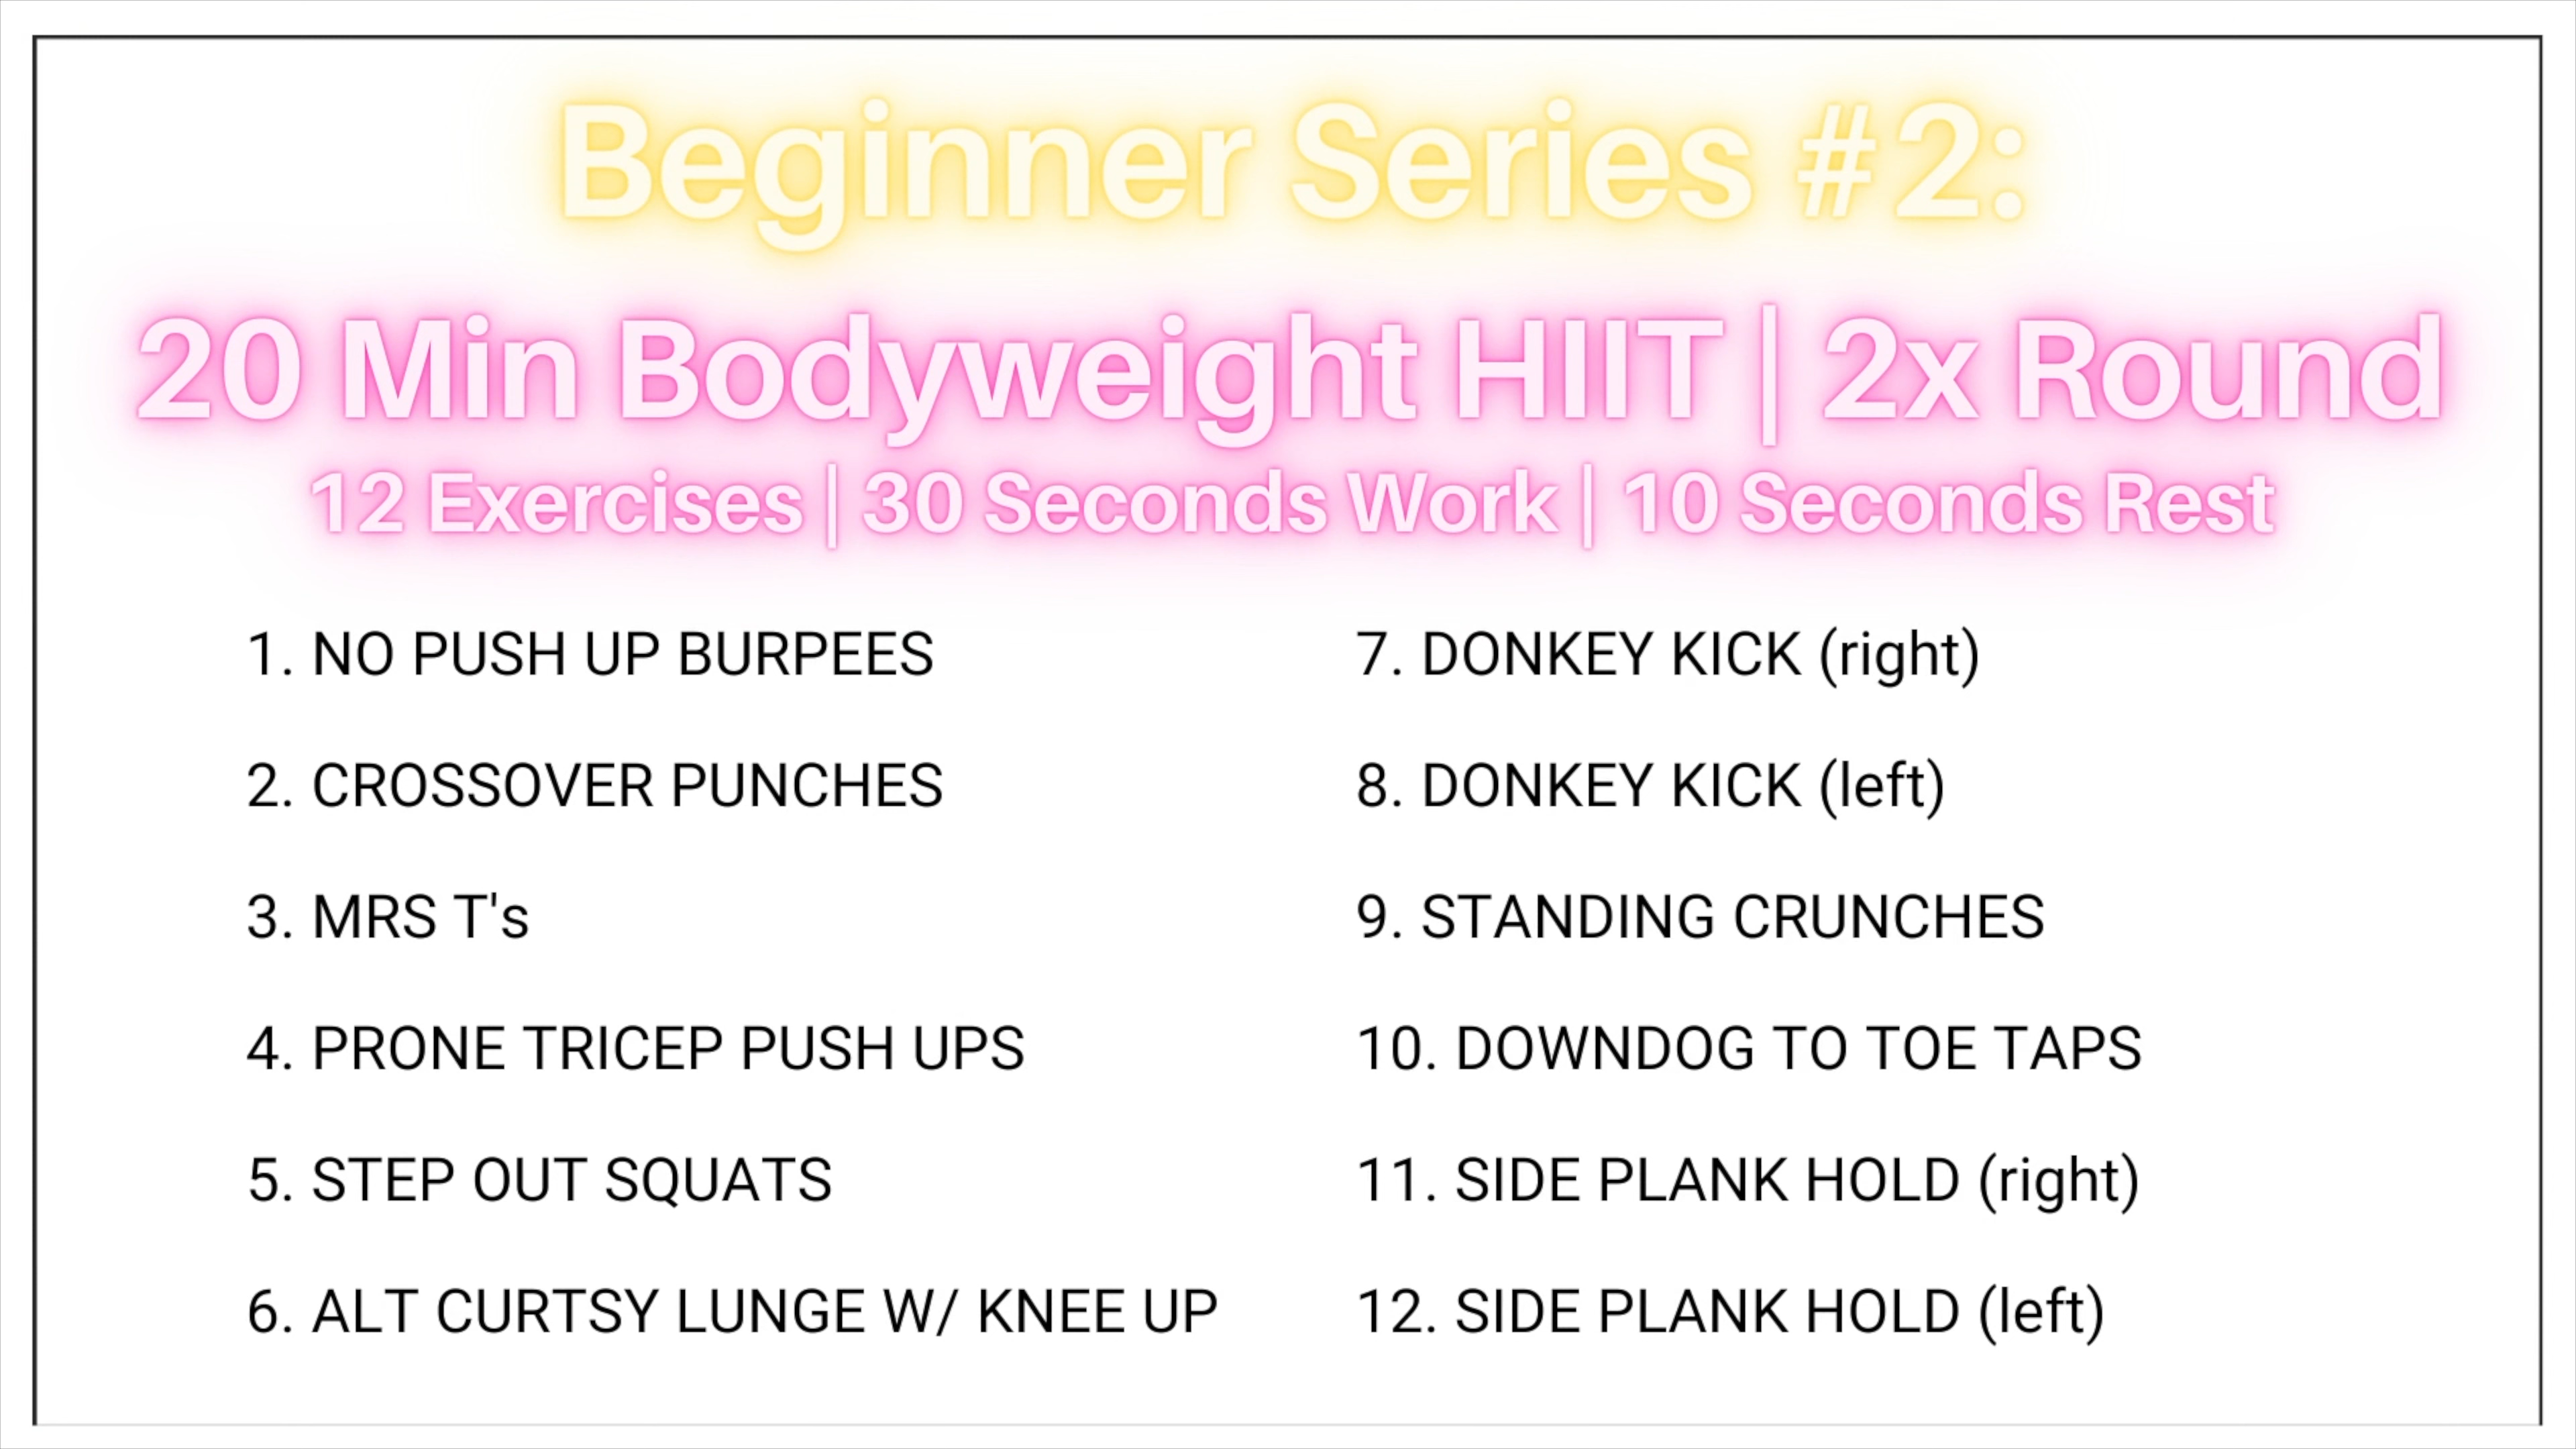 Beginner Series #2:
20 Min Bodyweight HIIT | 2x Round
12 Exercises | 30 Seconds Work | 10 Seconds Rest
1. NO PUSH UP BURPEES
2. CROSSOVER PUNCHES
3. MRS T's
4. PRONE TRICEP PUSH UPS
5. STEP OUT SQUATS
6. ALT CURTSY LUNGE W/ KNEE UP
7. DONKEY KICK (right)
8. DONKEY KICK (left)
9. STANDING CRUNCHES
10. DOWNDOG TO TOE TAPS
11. SIDE PLANK HOLD (right)
12. SIDE PLANK HOLD (left)